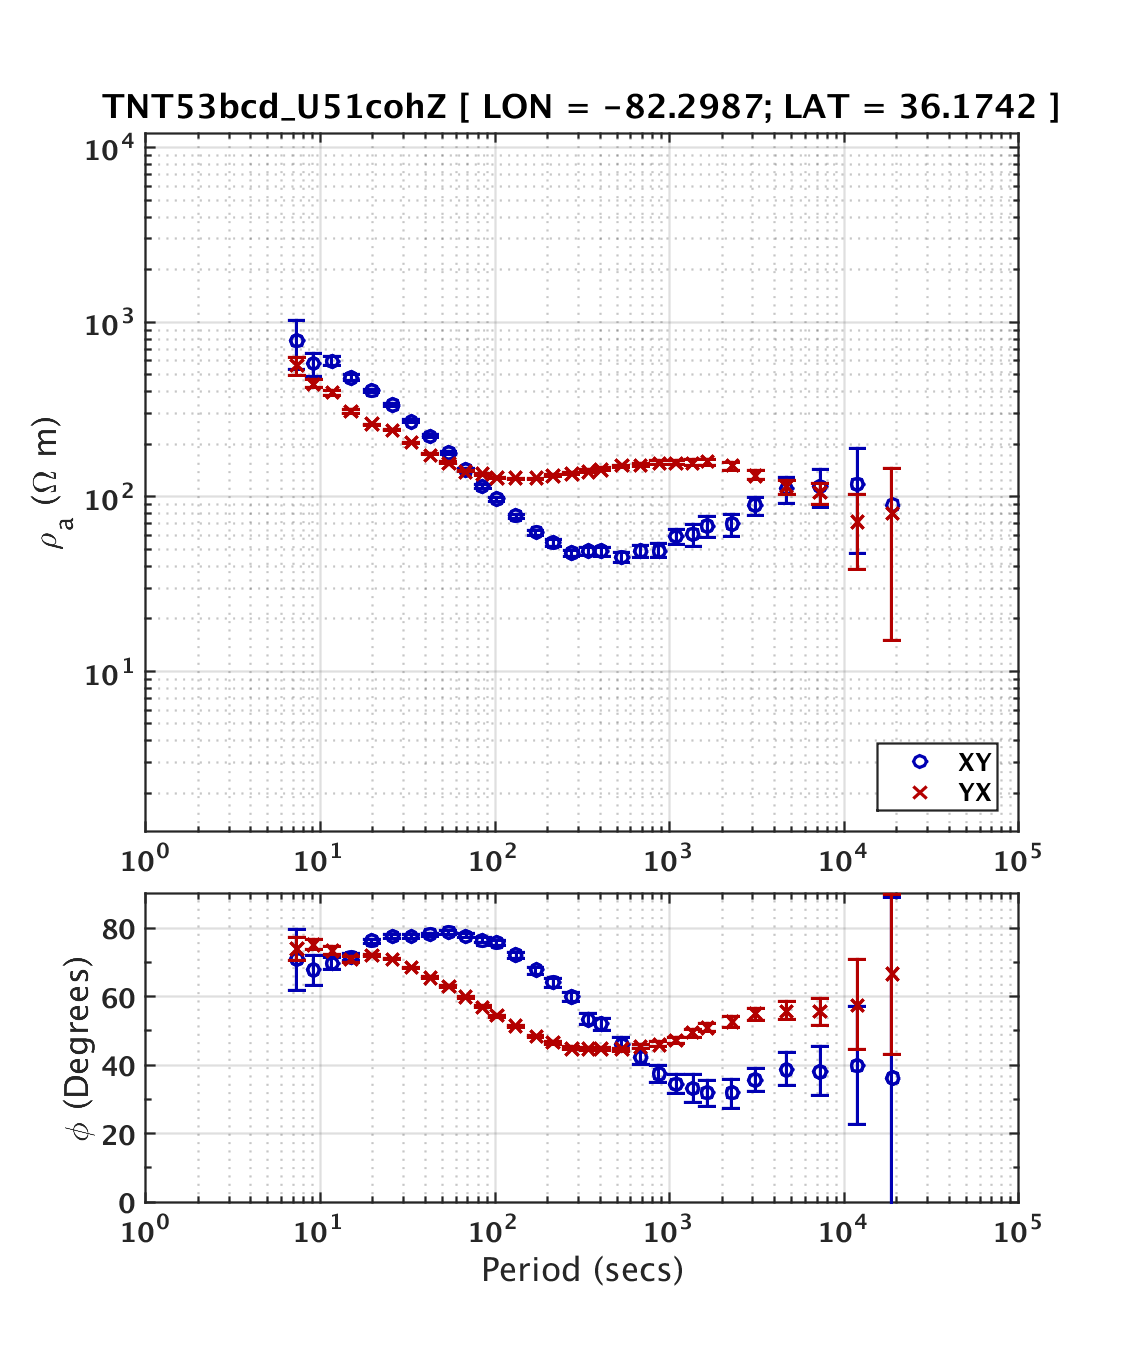 TNT53bcd_U51cohZ [ LON = -82.2987; LAT = 36.1742 ]
10^4
10^3
10^2
10^1
ρ_a (Ω m)
XY
YX
10^0 10^1 10^2 10^3 10^4 10^5
80
60
40
20
0
ϕ (Degrees)
10^0 10^1 10^2 10^3 10^4 10^5
Period (secs)